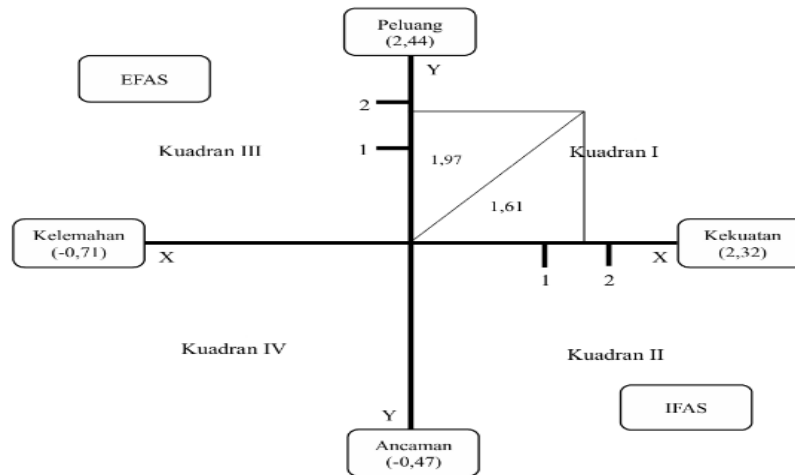 Peluang
(2,44)
EFAS
Y
2
Kuadran III
1
1,97
Kuadran I
1,61
Kelemahan
(-0,71)
X
X
Kekuatan
(2,32)
1
2
Kuadran IV
Kuadran II
Y
IFAS
Ancaman
(-0,47)